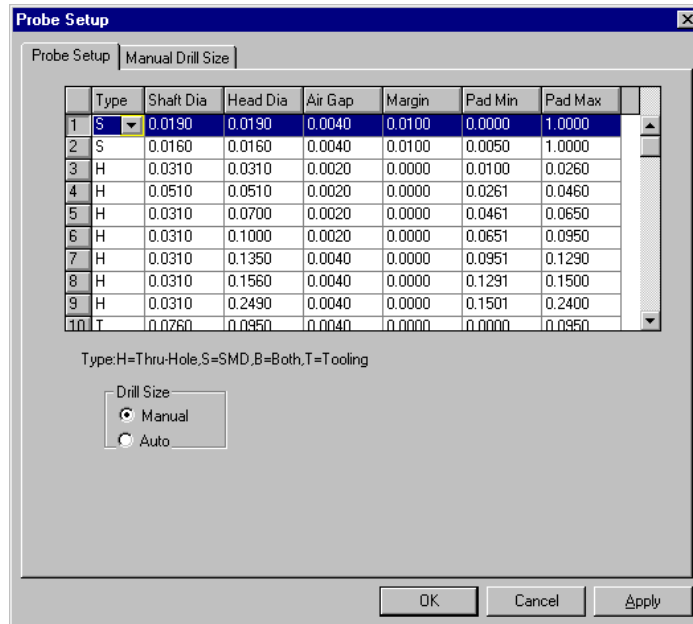 Probe Setup
Probe Setup Manual Drill Size
Type Shaft Dia Head Dia Air Gap Margin Pad Min Pad Max
1 S 0.0190 0.0190 0.0040 0.0100 0.0000 1.0000
2 S 0.0160 0.0160 0.0040 0.0100 0.0050 1.0000
3 H 0.0310 0.0310 0.0020 0.0000 0.0100 0.0260
4 H 0.0510 0.0510 0.0020 0.0000 0.0261 0.0460
5 H 0.0310 0.0700 0.0020 0.0000 0.0461 0.0650
6 H 0.0310 0.1000 0.0020 0.0000 0.0651 0.0950
7 H 0.0310 0.1350 0.0040 0.0000 0.0951 0.1290
8 H 0.0310 0.1560 0.0040 0.0000 0.1291 0.1500
9 H 0.0310 0.2490 0.0040 0.0000 0.1501 0.2400
10 T 0.0760 0.0950 0.0040 0.0000 0.0000 0.0950
Type:H=Thru-Hole,S=SMD,B=Both,T=Tooling
Drill Size
Manual
Auto
OK Cancel Apply